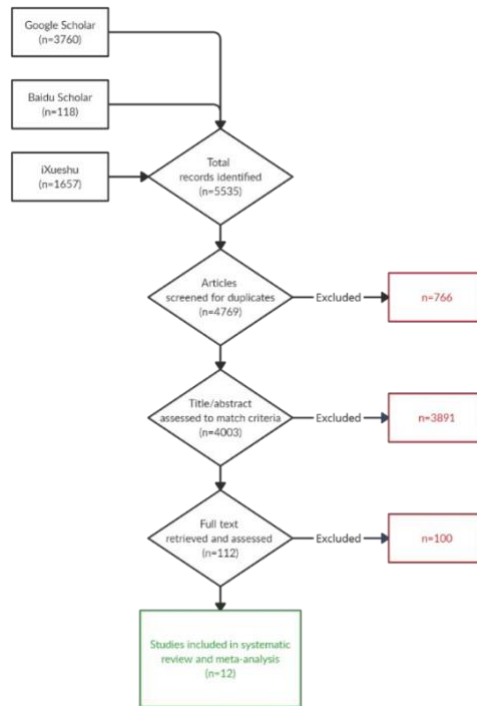 Google Scholar
(n=3760)
Baidu Scholar
(n=118)
iXueshu
(n=1657)
Total
records identified
(n=5535)
Articles
screened for duplicates
(n=4769)
Excluded
n=766
Title/abstract
assessed to match criteria
(n=4003)
Excluded
n=3891
Full text
retrieved and assessed
(n=112)
Excluded
n=100
Studies included in systematic
review and meta-analysis
(n=12)